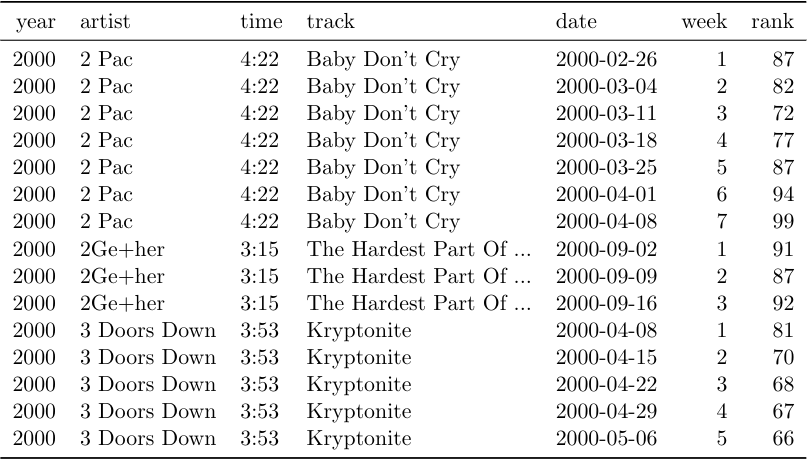 year artist time track date week rank
2000 2 Pac 4:22 Baby Don't Cry 2000-02-26 1 87
2000 2 Pac 4:22 Baby Don't Cry 2000-03-04 2 82
2000 2 Pac 4:22 Baby Don't Cry 2000-03-11 3 72
2000 2 Pac 4:22 Baby Don't Cry 2000-03-18 4 77
2000 2 Pac 4:22 Baby Don't Cry 2000-03-25 5 87
2000 2 Pac 4:22 Baby Don't Cry 2000-04-01 6 94
2000 2 Pac 4:22 Baby Don't Cry 2000-04-08 7 99
2000 2Ge+her 3:15 The Hardest Part Of ... 2000-09-02 1 91
2000 2Ge+her 3:15 The Hardest Part Of ... 2000-09-09 2 87
2000 2Ge+her 3:15 The Hardest Part Of ... 2000-09-16 3 92
2000 3 Doors Down 3:53 Kryptonite 2000-04-08 1 81
2000 3 Doors Down 3:53 Kryptonite 2000-04-15 2 70
2000 3 Doors Down 3:53 Kryptonite 2000-04-22 3 68
2000 3 Doors Down 3:53 Kryptonite 2000-04-29 4 67
2000 3 Doors Down 3:53 Kryptonite 2000-05-06 5 66